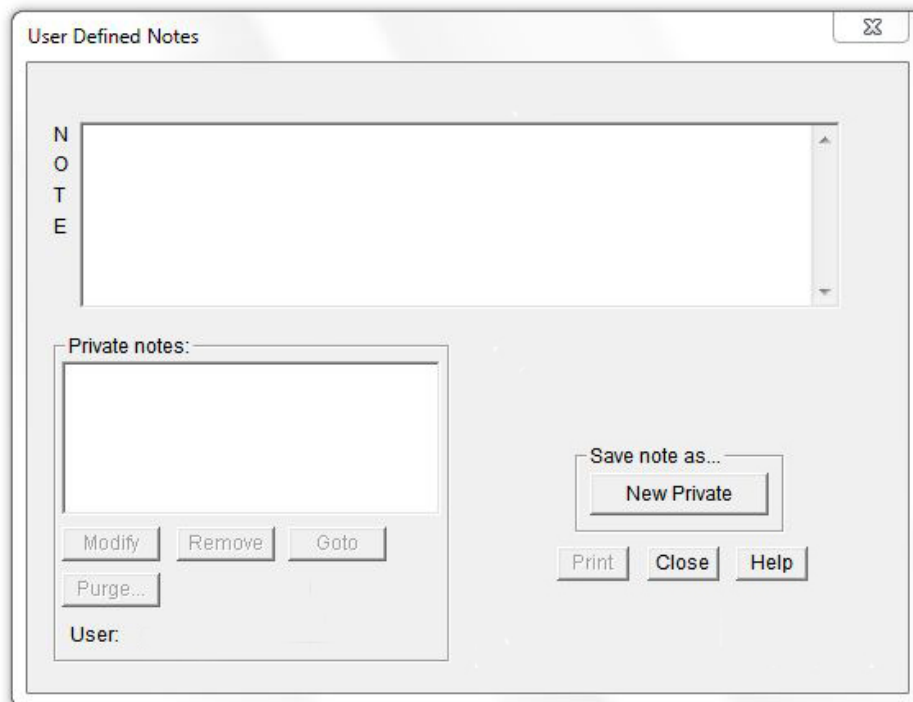 User Defined Notes
N
O
T
E
Private notes:
Save note as...
New Private
Modify Remove Goto
Print Close Help
Purge...
User: